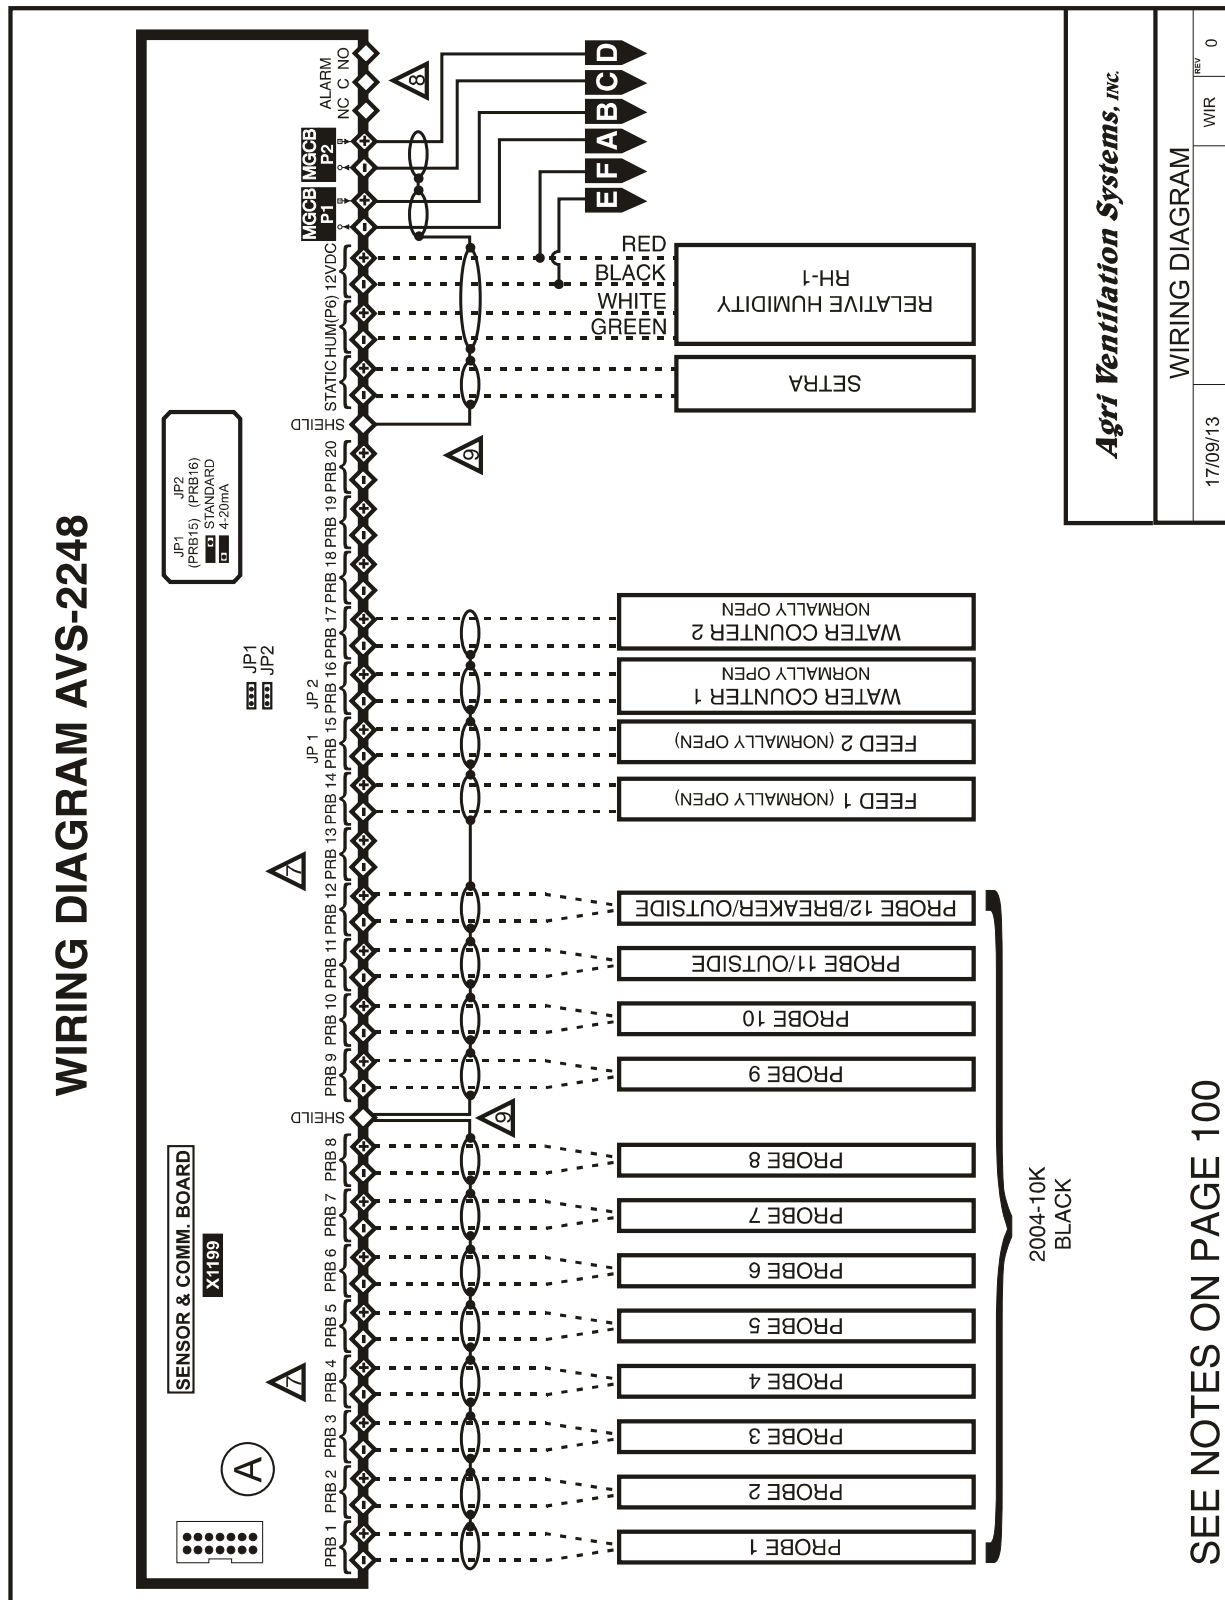 WIRING DIAGRAM AVS-2248
SENSOR & COMM. BOARD
X1199
A
JP1
JP2
JP1
(PRB15)
JP2
(PRB16)
STANDARD
4-20mA
7
7
JP 1
JP 2
PRB 1
PRB 2
PRB 3
PRB 4
PRB 5
PRB 6
PRB 7
PRB 8
SHEILD
PRB 9
PRB 10
PRB 11
PRB 12
PRB 13
PRB 14
PRB 15
PRB 16
PRB 17
PRB 18
PRB 19
PRB 20
SHEILD
STATIC
HUM(P6)
12VDC
MGCB
P1
MGCB
P2
ALARM
NC C NO
8
9
9
D
C
B
A
F
E
RED
BLACK
WHITE
GREEN
RELATIVE HUMIDITY
RH-1
SETRA
WATER COUNTER 2
NORMALLY OPEN
WATER COUNTER 1
NORMALLY OPEN
FEED 2 (NORMALLY OPEN)
FEED 1 (NORMALLY OPEN)
PROBE 12/BREAKER/OUTSIDE
PROBE 11/OUTSIDE
PROBE 10
PROBE 9
PROBE 8
PROBE 7
PROBE 6
PROBE 5
PROBE 4
PROBE 3
PROBE 2
PROBE 1
2004-10K
BLACK
SEE NOTES ON PAGE 100
Agri Ventilation Systems, INC.
WIRING DIAGRAM
17/09/13
WIR
REV
0